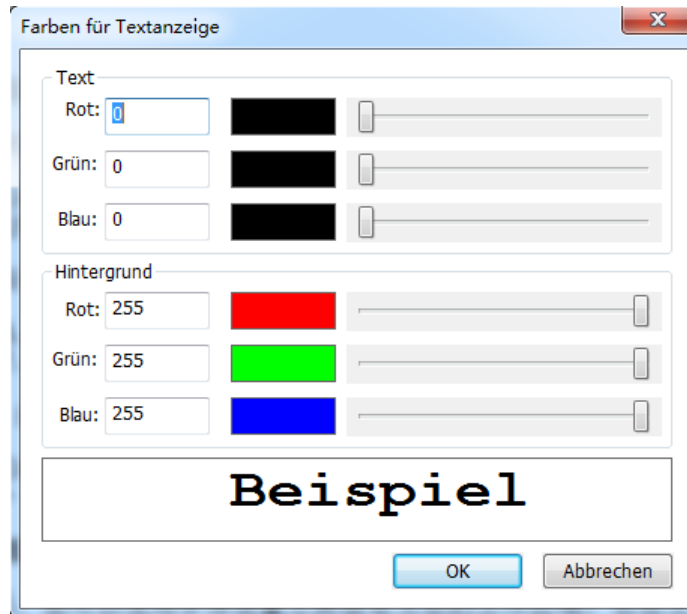 Farben für Textanzeige
Text
Rot: 0
Grün: 0
Blau: 0
Hintergrund
Rot: 255
Grün: 255
Blau: 255
Beispiel
OK Abbrechen